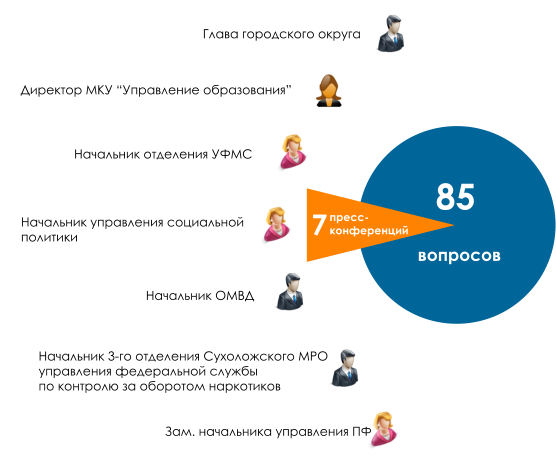 Глава городского округа
Директор МКУ “Управление образования”
Начальник отделения УФМС
85
7 пресс-
конференций
Начальник управления социальной
политики
вопросов
Начальник ОМВД
Начальник 3-го отделения Сухоложского МРО
управления федеральной службы
по контролю за оборотом наркотиков
Зам. начальника управления ПФ